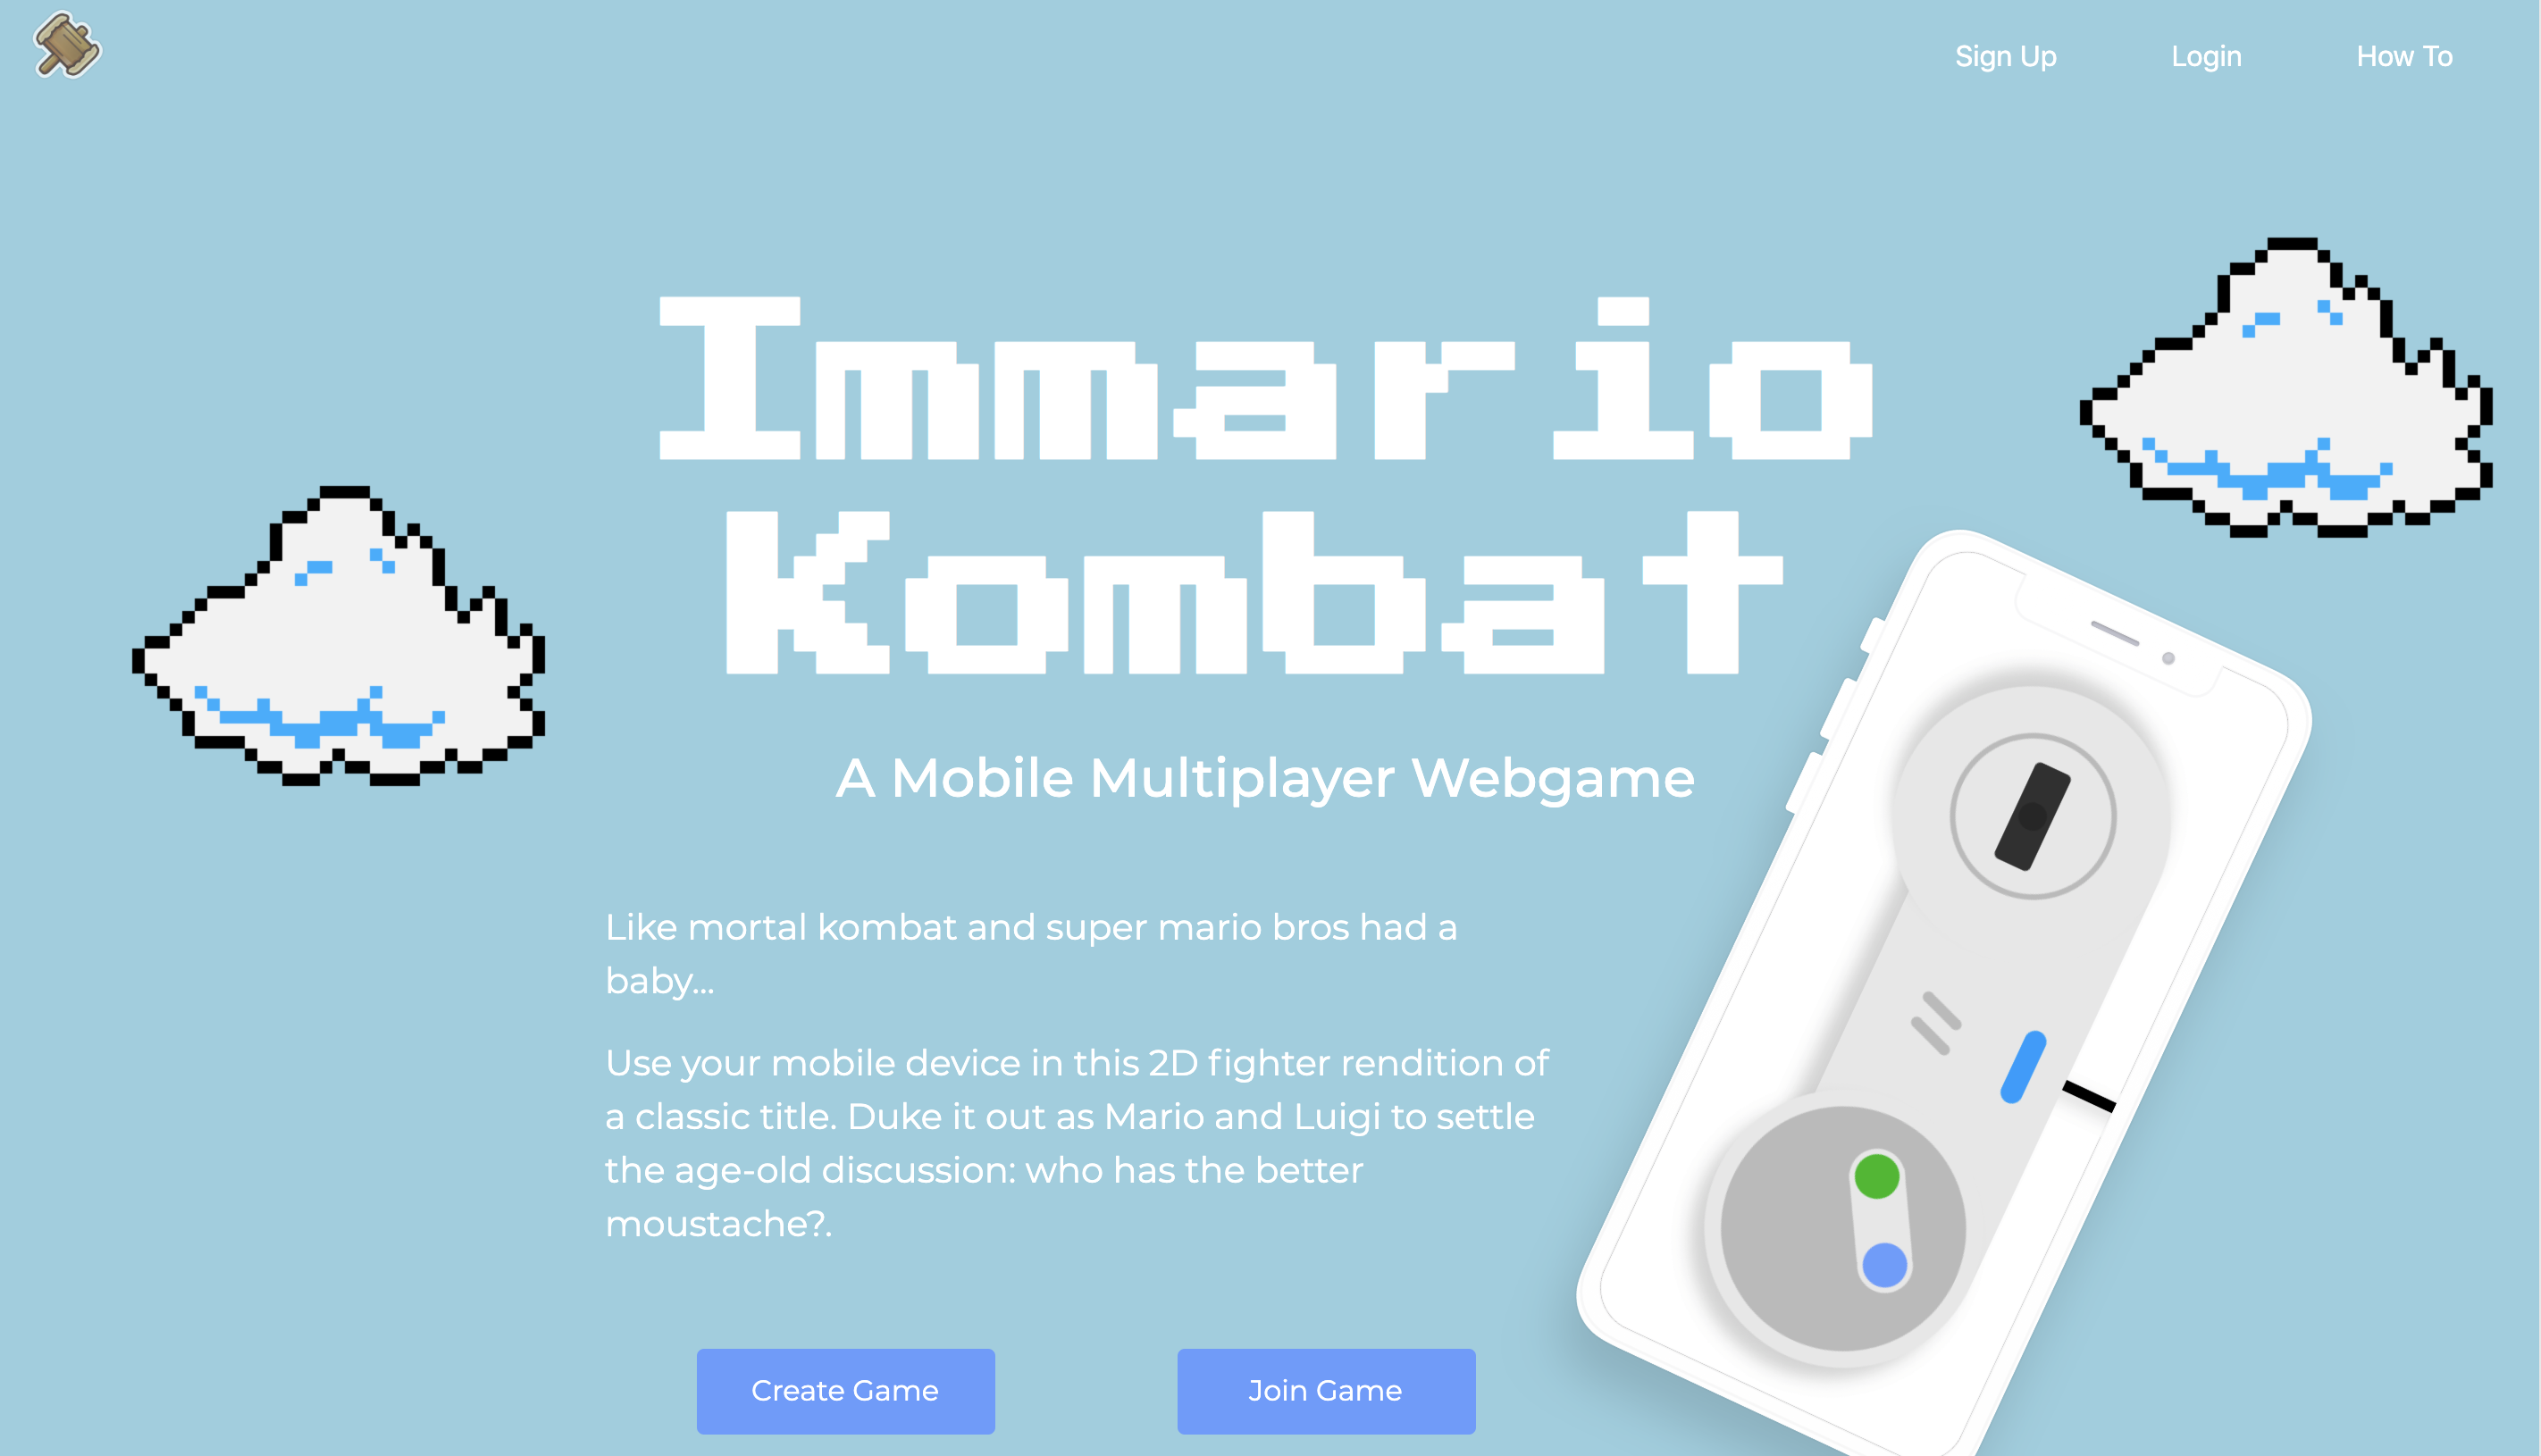 Sign Up Login How To
Immario
Kombat
A Mobile Multiplayer Webgame
Like mortal kombat and super mario bros had a
baby...
Use your mobile device in this 2D fighter rendition of
a classic title. Duke it out as Mario and Luigi to settle
the age-old discussion: who has the better
moustache?.
Create Game Join Game